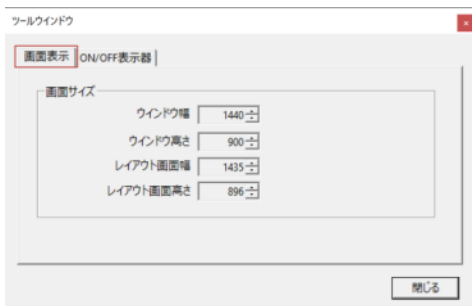 ツールウインドウ
画面表示 ON/OFF表示器
画面サイズ
ウインドウ幅 1440
ウインドウ高さ 900
レイアウト画面幅 1435
レイアウト画面高さ 896
閉じる